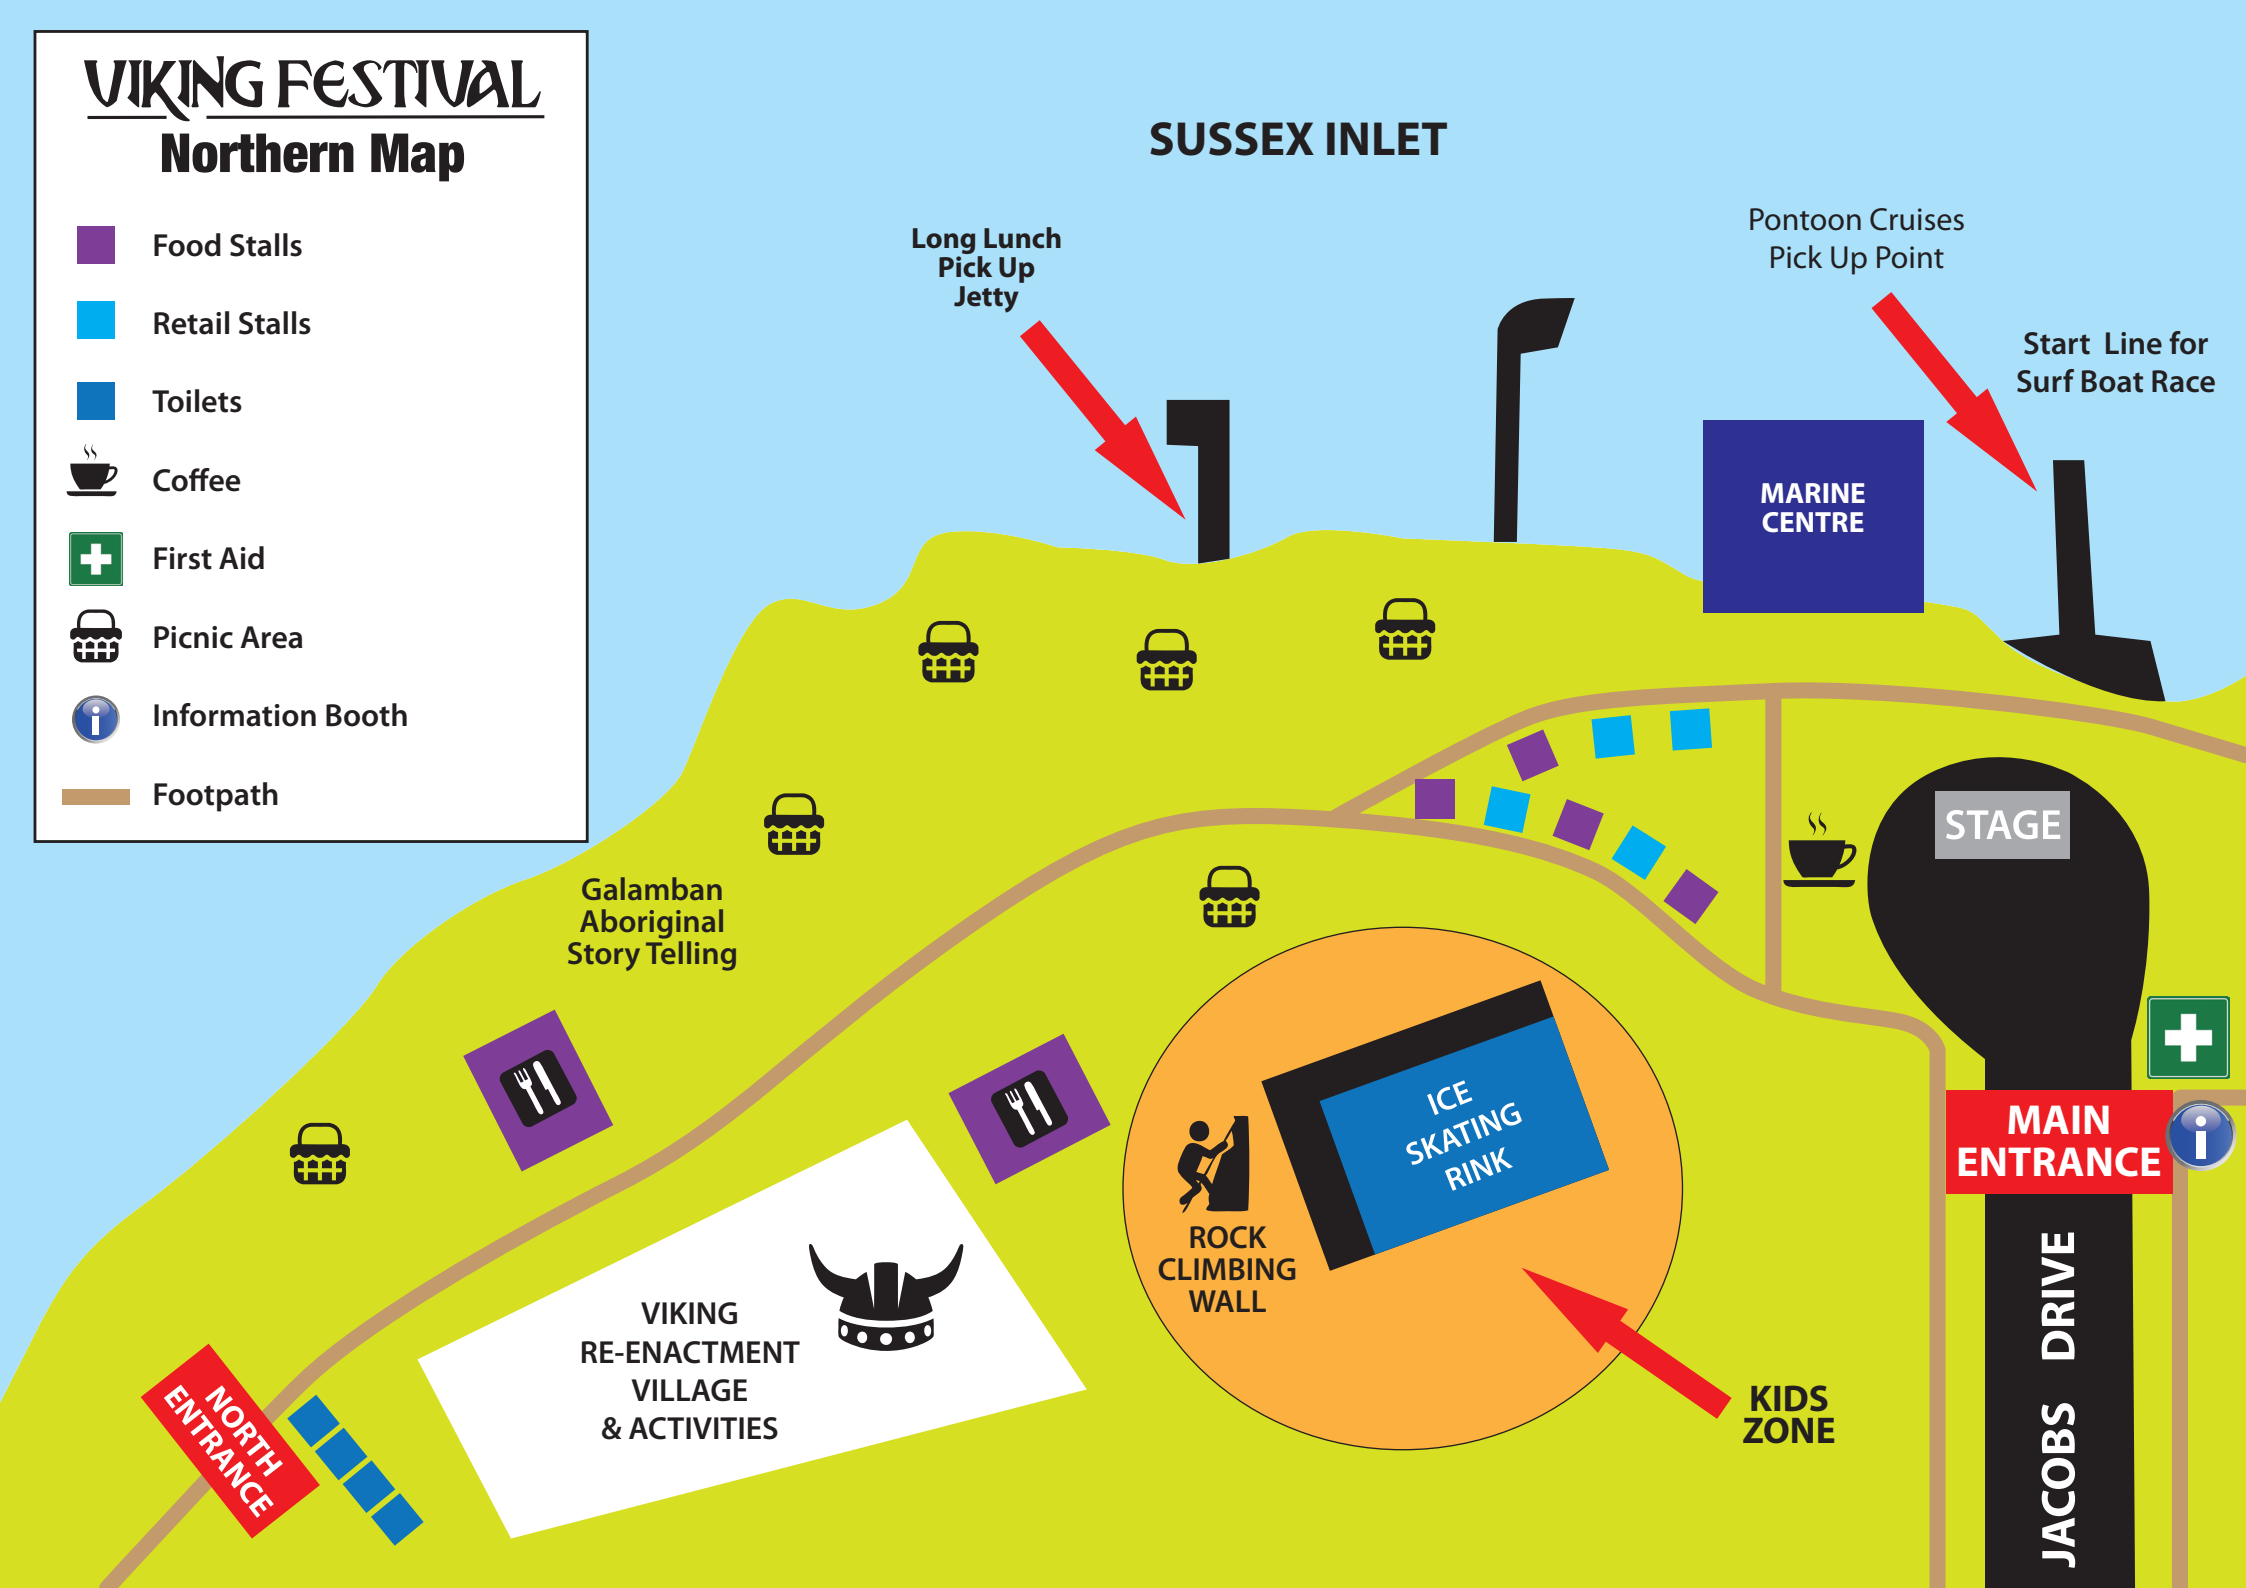 VIKING FESTIVAL
Northern Map
Food Stalls
Retail Stalls
Toilets
Coffee
First Aid
Picnic Area
Information Booth
Footpath
SUSSEX INLET
Long Lunch
Pick Up
Jetty
Pontoon Cruises
Pick Up Point
Start Line for
Surf Boat Race
MARINE
CENTRE
STAGE
Galamban
Aboriginal
Story Telling
ICE
SKATING
RINK
ROCK
CLIMBING
WALL
MAIN
ENTRANCE
i
VIKING
RE-ENACTMENT
VILLAGE
& ACTIVITIES
KIDS
ZONE
NORTH
ENTRANCE
JACOBS DRIVE